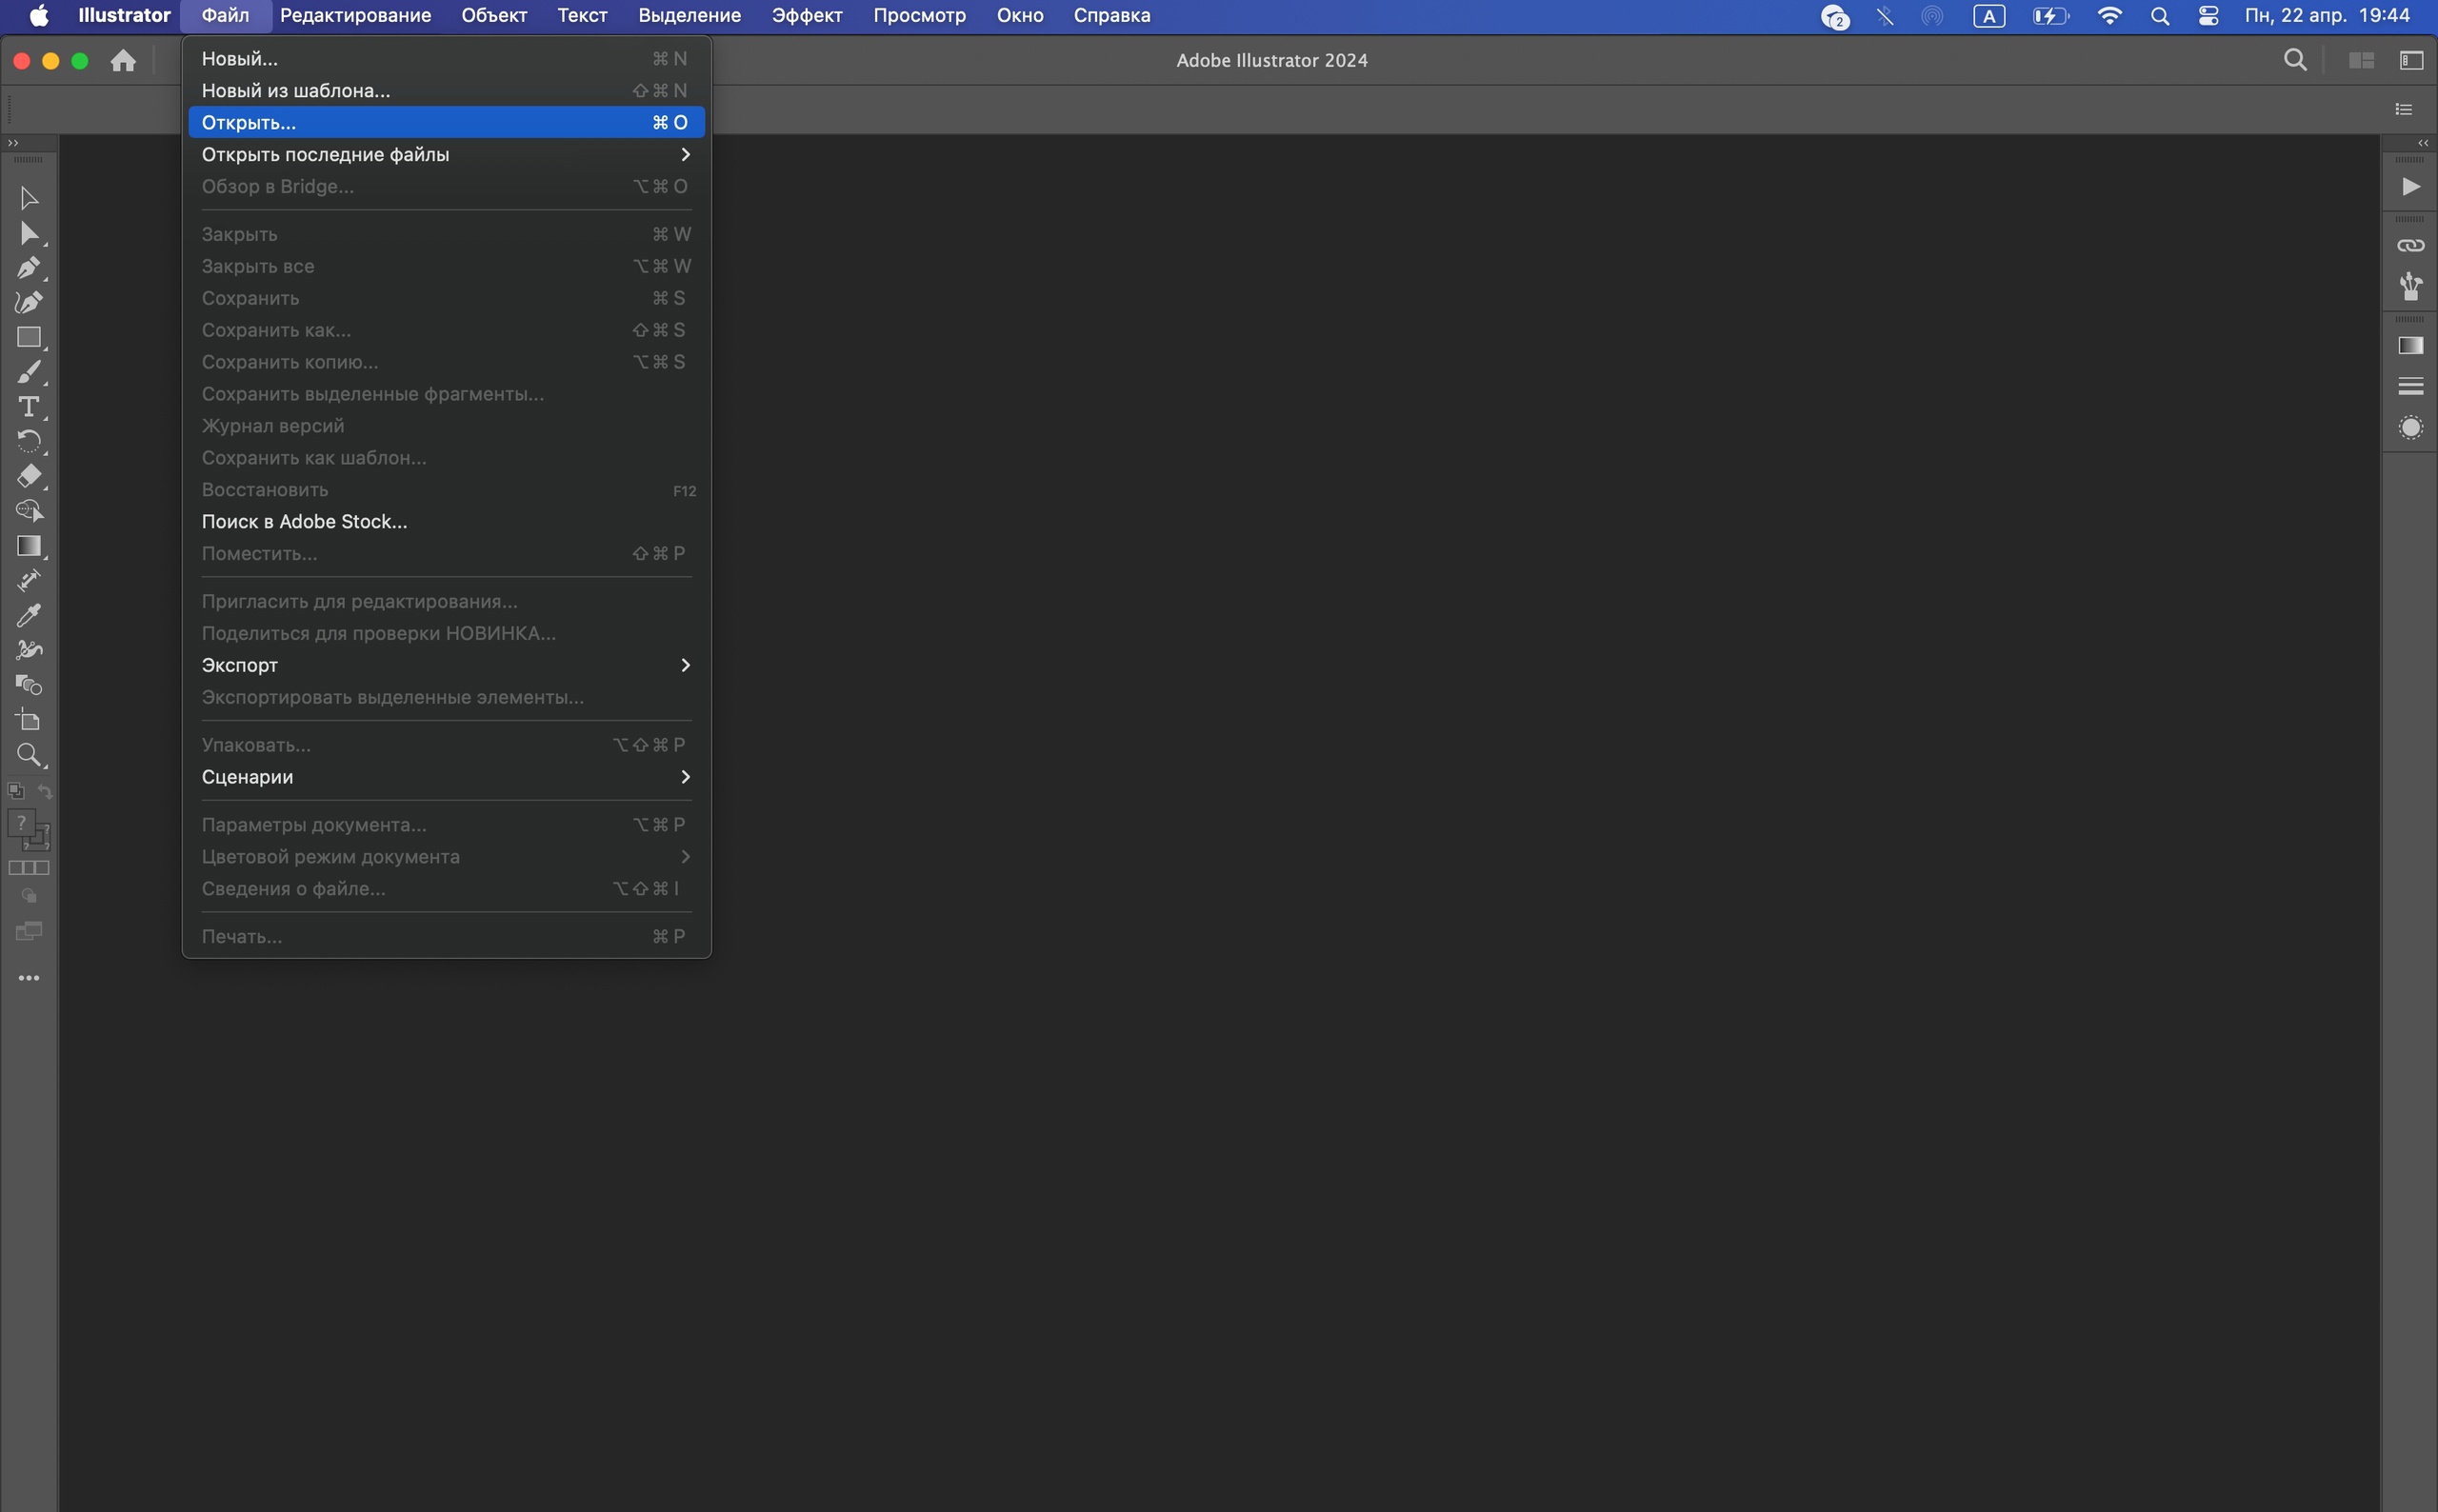 Illustrator Файл Редактирование Объект Текст Выделение Эффект Просмотр Окно Справка 2 A Пн, 22 апр. 19:44
Adobe Illustrator 2024
Новый... ⌘ N
Новый из шаблона... ⇧ ⌘ N
Открыть... ⌘ O
Открыть последние файлы
Обзор в Bridge... ⌥ ⌘ O
Закрыть ⌘ W
Закрыть все ⌥ ⌘ W
Сохранить ⌘ S
Сохранить как... ⇧ ⌘ S
Сохранить копию... ⌥ ⌘ S
Сохранить выделенные фрагменты...
Журнал версий
Сохранить как шаблон...
Восстановить F12
Поиск в Adobe Stock...
Поместить... ⇧ ⌘ P
Пригласить для редактирования...
Поделиться для проверки НОВИНКА...
Экспорт
Экспортировать выделенные элементы...
Упаковать... ⌥ ⇧ ⌘ P
Сценарии
Параметры документа... ⌥ ⌘ P
Цветовой режим документа
Сведения о файле... ⌥ ⇧ ⌘ I
Печать... ⌘ P